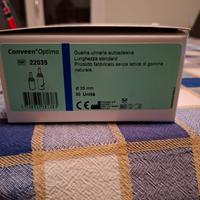 Conveen®Optima
REF 22035
Guaina urinaria autoadesiva
Lunghezza standard
Prodotto fabbricato senza lattice di gomma
naturale.
Ø 35 mm
30 Unità